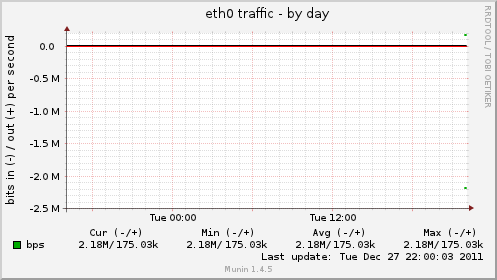 eth0 traffic - by day
RRDTOOL / TOBI OETIKER
bits in (-) / out (+) per second
0.0
-0.5 M
-1.0 M
-1.5 M
-2.0 M
-2.5 M
Tue 00:00 Tue 12:00
Cur (-/+) Min (-/+) Avg (-/+) Max (-/+)
bps 2.18M/175.03k 2.18M/175.03k 2.18M/175.03k 2.18M/175.03k
Last update: Tue Dec 27 22:00:03 2011
Munin 1.4.5